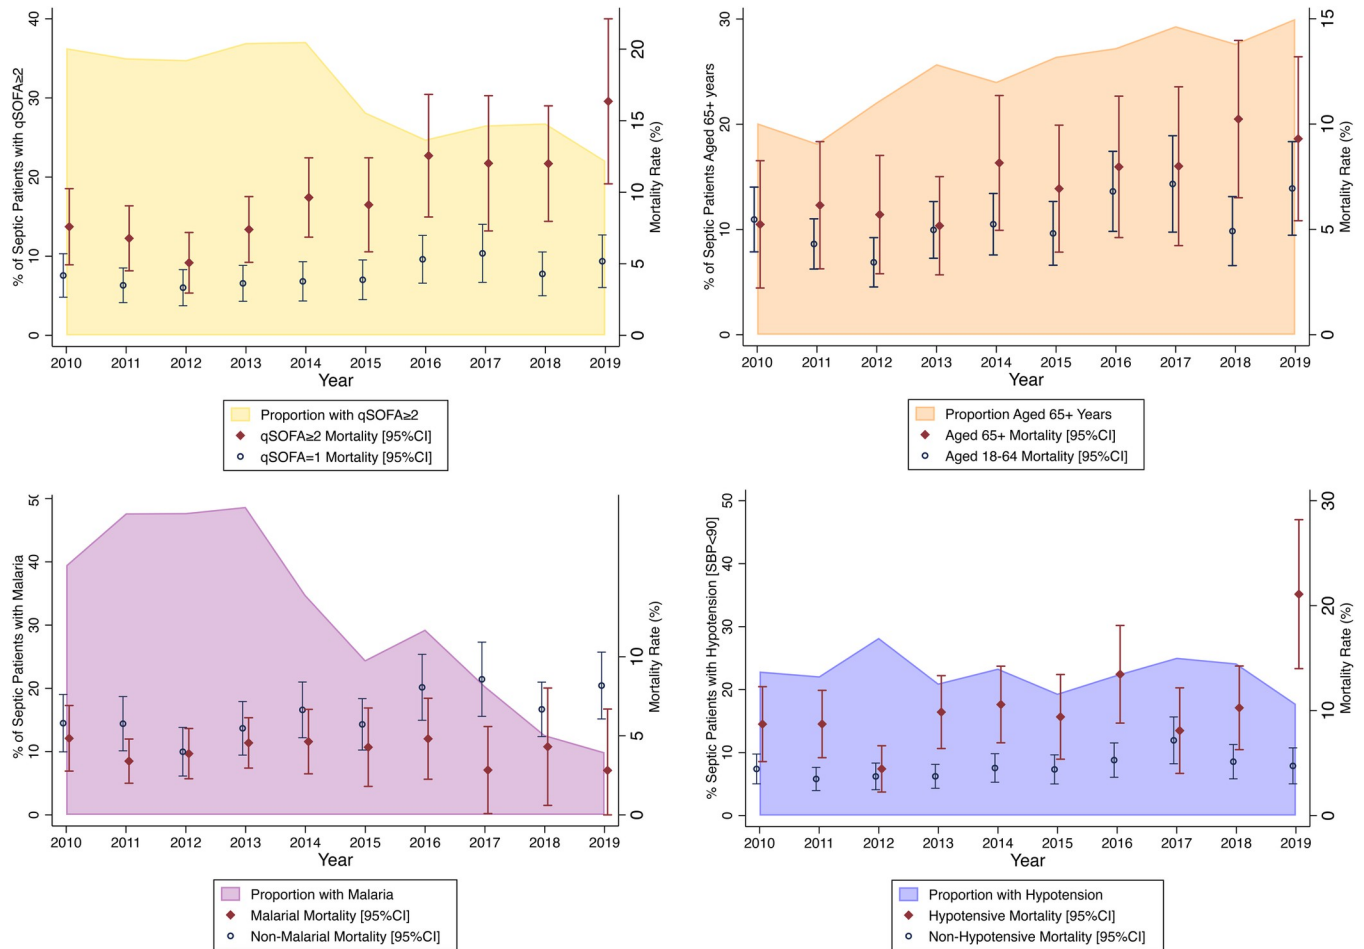 % of Septic Patients with qSOFA≥2
0
10
20
30
40
Mortality Rate (%)
0
5
10
15
20
2010 2011 2012 2013 2014 2015 2016 2017 2018 2019
Year
Proportion with qSOFA≥2
qSOFA≥2 Mortality [95%CI]
qSOFA=1 Mortality [95%CI]
% of Septic Patients Aged 65+ years
0
10
20
30
Mortality Rate (%)
0
5
10
15
2010 2011 2012 2013 2014 2015 2016 2017 2018 2019
Year
Proportion Aged 65+ Years
Aged 65+ Mortality [95%CI]
Aged 18-64 Mortality [95%CI]
% of Septic Patients with Malaria
0
10
20
30
40
Mortality Rate (%)
0
5
10
2010 2011 2012 2013 2014 2015 2016 2017 2018 2019
Year
Proportion with Malaria
Malarial Mortality [95%CI]
Non-Malarial Mortality [95%CI]
% Septic Patients with Hypotension [SBP<90]
0
10
20
30
40
50
Mortality Rate (%)
0
10
20
30
2010 2011 2012 2013 2014 2015 2016 2017 2018 2019
Year
Proportion with Hypotension
Hypotensive Mortality [95%CI]
Non-Hypotensive Mortality [95%CI]